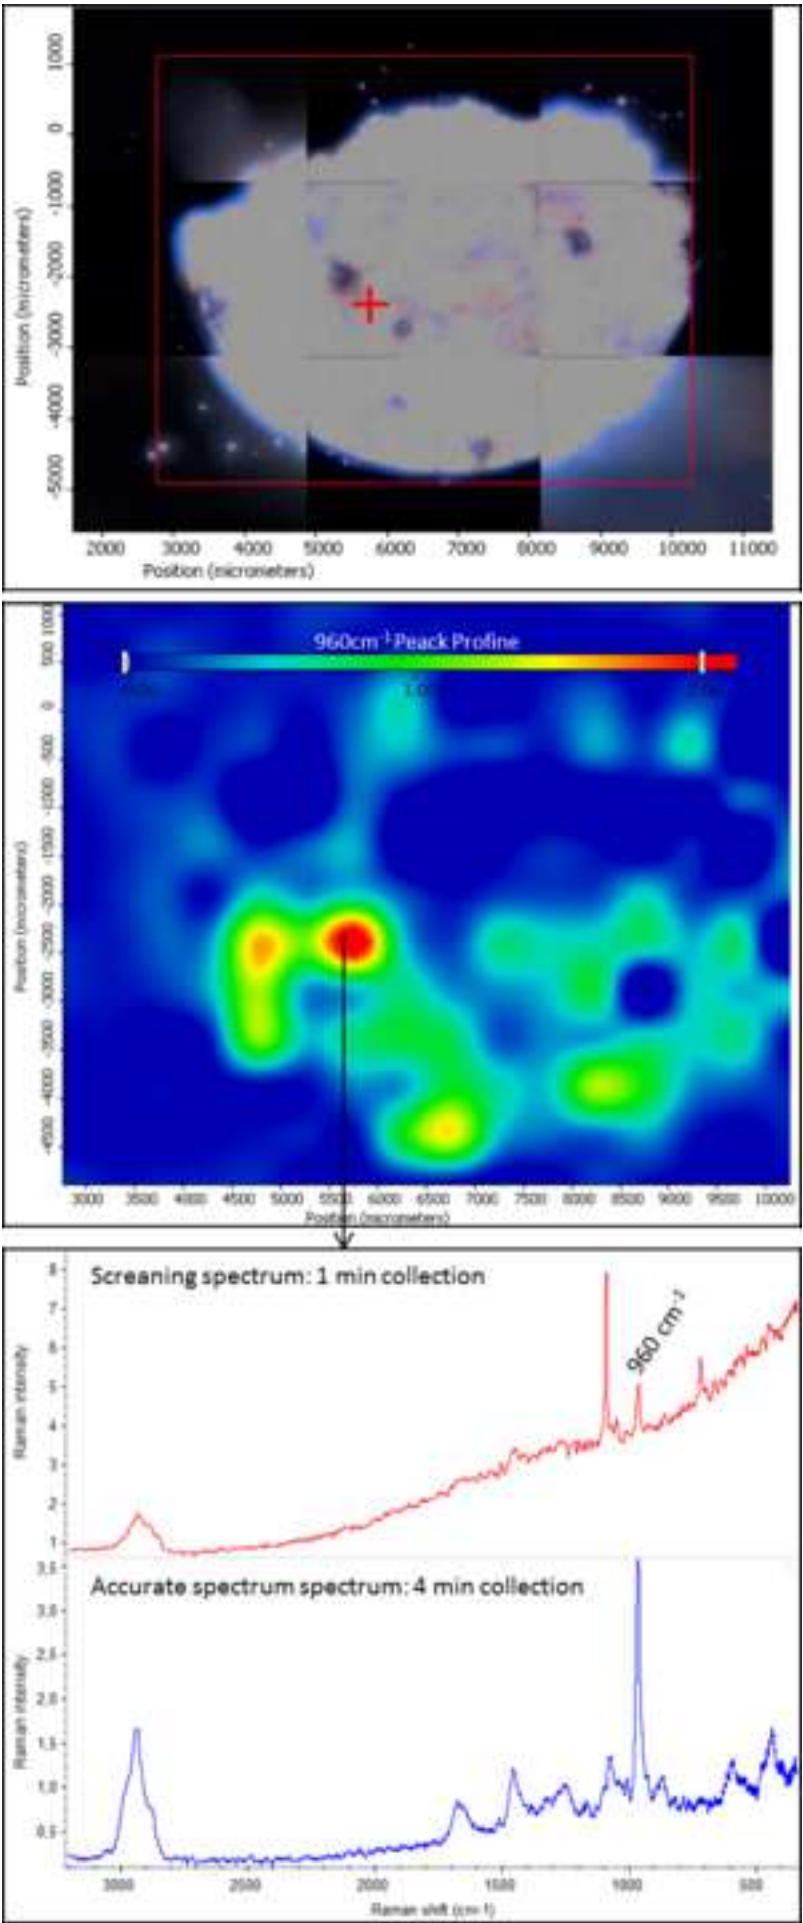 1000
0
-1000
-2000
-3000
-4000
-5000
Position (micrometers)
2000 3000 4000 5000 6000 7000 8000 9000 10000 11000
Position (micrometers)
960cm⁻¹ Peack Profine
1000
500
0
-500
-1000
-1500
-2000
-2500
-3000
-3500
-4000
-4500
Position (micrometers)
3000 3500 4000 4500 5000 5500 6000 6500 7000 7500 8000 8500 9000 9500 10000
Position (micrometers)
Screaning spectrum: 1 min collection
960 cm⁻¹
8
7
6
5
4
3
2
1
Raman intensity
Accurate spectrum spectrum: 4 min collection
3.5
3.0
2.5
2.0
1.5
1.0
0.5
Raman intensity
3000 2500 2000 1500 1000 500
Raman shift (cm-1)